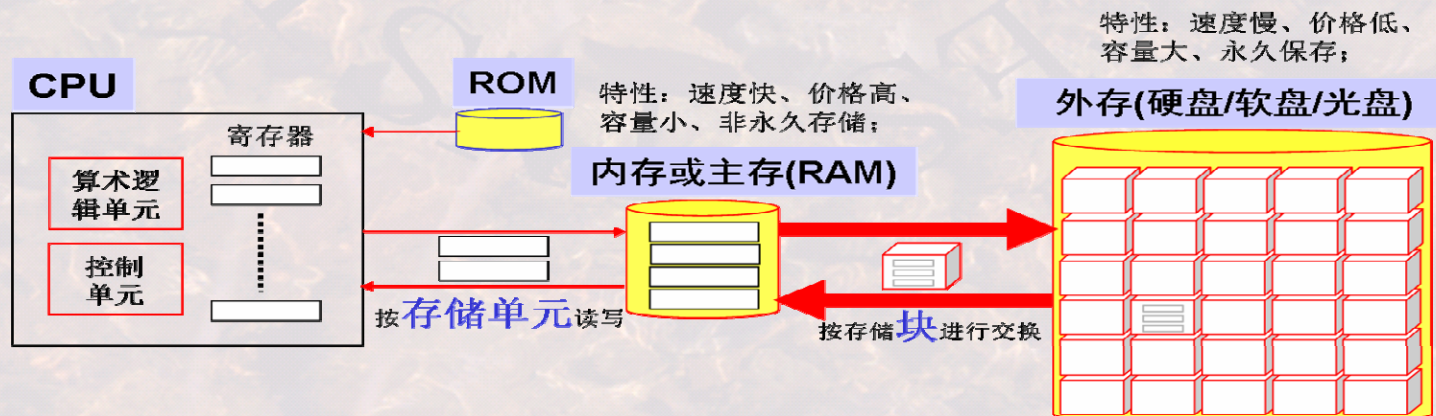 特性：速度慢、价格低、
容量大、永久保存；
CPU
ROM
特性：速度快、价格高、
容量小、非永久存储；
外存(硬盘/软盘/光盘)
寄存器
内存或主存(RAM)
算术逻
辑单元
控制
单元
按存储单元读写
按存储块进行交换